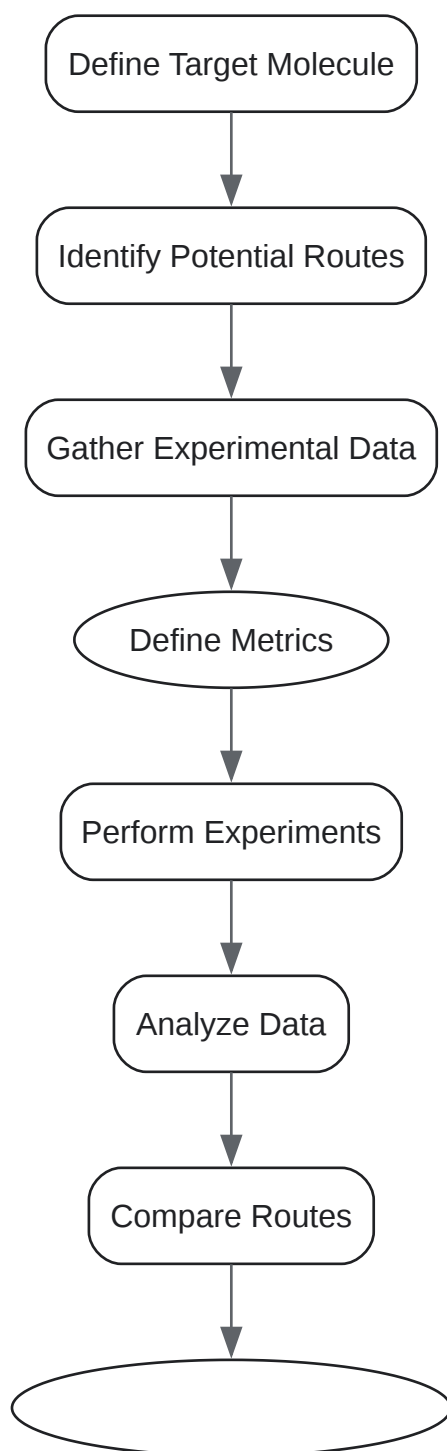 Define Target Molecule
Identify Potential Routes
Gather Experimental Data
Define Metrics
Perform Experiments
Analyze Data
Compare Routes